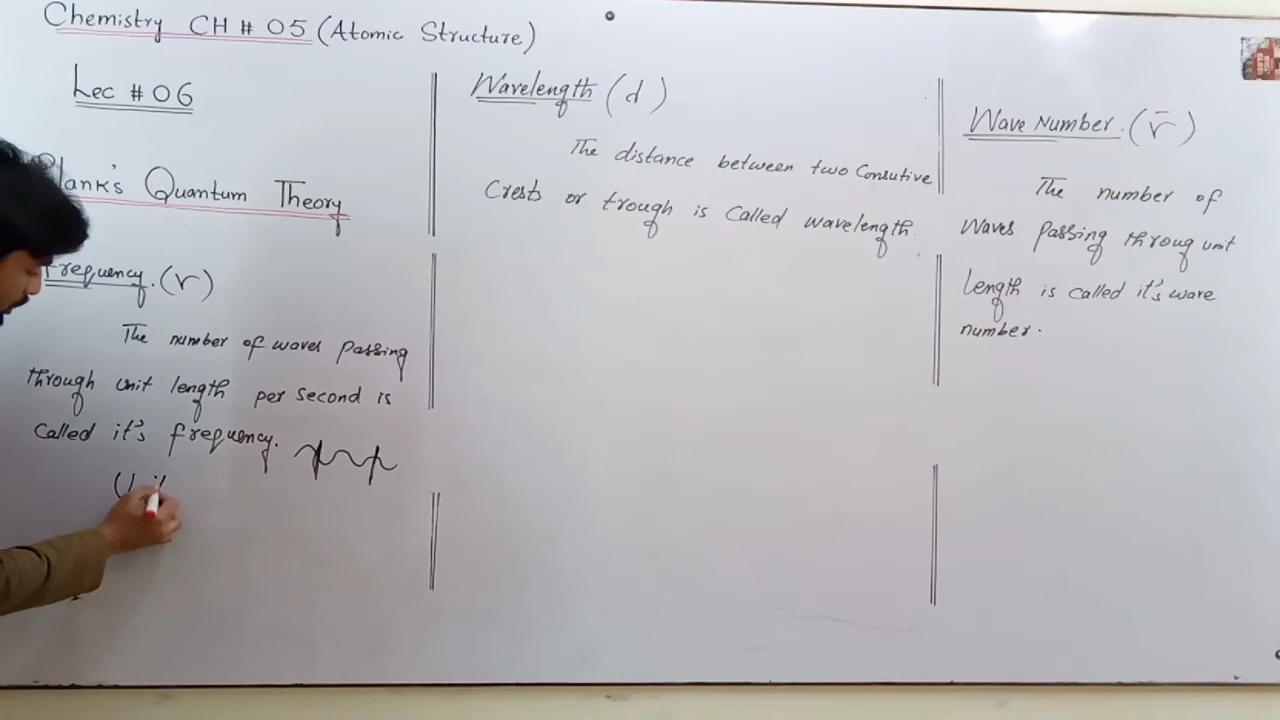 Chemistry CH # 05 (Atomic Structure)
Lec # 06
Plank's Quantum Theory
Frequency. (r)
The number of waves passing
through unit length per second is
Called it's frequency.
Wavelength (d)
The distance between two Consutive
Crests or trough is Called wavelength.
Wave Number. (r̄)
The number of
waves passing throug unit
length is called it's wave
number.